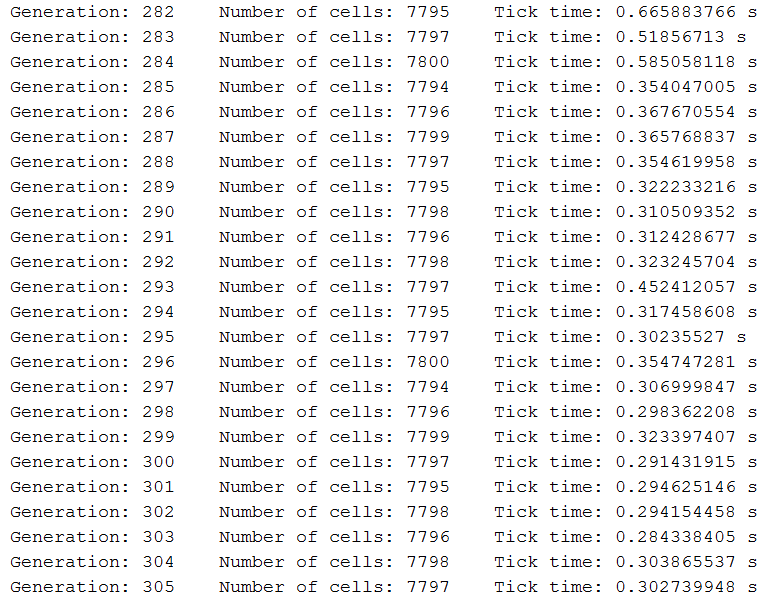 Generation: 282    Number of cells: 7795    Tick time: 0.665883766 s
Generation: 283    Number of cells: 7797    Tick time: 0.51856713 s
Generation: 284    Number of cells: 7800    Tick time: 0.585058118 s
Generation: 285    Number of cells: 7794    Tick time: 0.354047005 s
Generation: 286    Number of cells: 7796    Tick time: 0.367670554 s
Generation: 287    Number of cells: 7799    Tick time: 0.365768837 s
Generation: 288    Number of cells: 7797    Tick time: 0.354619958 s
Generation: 289    Number of cells: 7795    Tick time: 0.322233216 s
Generation: 290    Number of cells: 7798    Tick time: 0.310509352 s
Generation: 291    Number of cells: 7796    Tick time: 0.312428677 s
Generation: 292    Number of cells: 7798    Tick time: 0.323245704 s
Generation: 293    Number of cells: 7797    Tick time: 0.452412057 s
Generation: 294    Number of cells: 7795    Tick time: 0.317458608 s
Generation: 295    Number of cells: 7797    Tick time: 0.30235527 s
Generation: 296    Number of cells: 7800    Tick time: 0.354747281 s
Generation: 297    Number of cells: 7794    Tick time: 0.306999847 s
Generation: 298    Number of cells: 7796    Tick time: 0.298362208 s
Generation: 299    Number of cells: 7799    Tick time: 0.323397407 s
Generation: 300    Number of cells: 7797    Tick time: 0.291431915 s
Generation: 301    Number of cells: 7795    Tick time: 0.294625146 s
Generation: 302    Number of cells: 7798    Tick time: 0.294154458 s
Generation: 303    Number of cells: 7796    Tick time: 0.284338405 s
Generation: 304    Number of cells: 7798    Tick time: 0.303865537 s
Generation: 305    Number of cells: 7797    Tick time: 0.302739948 s